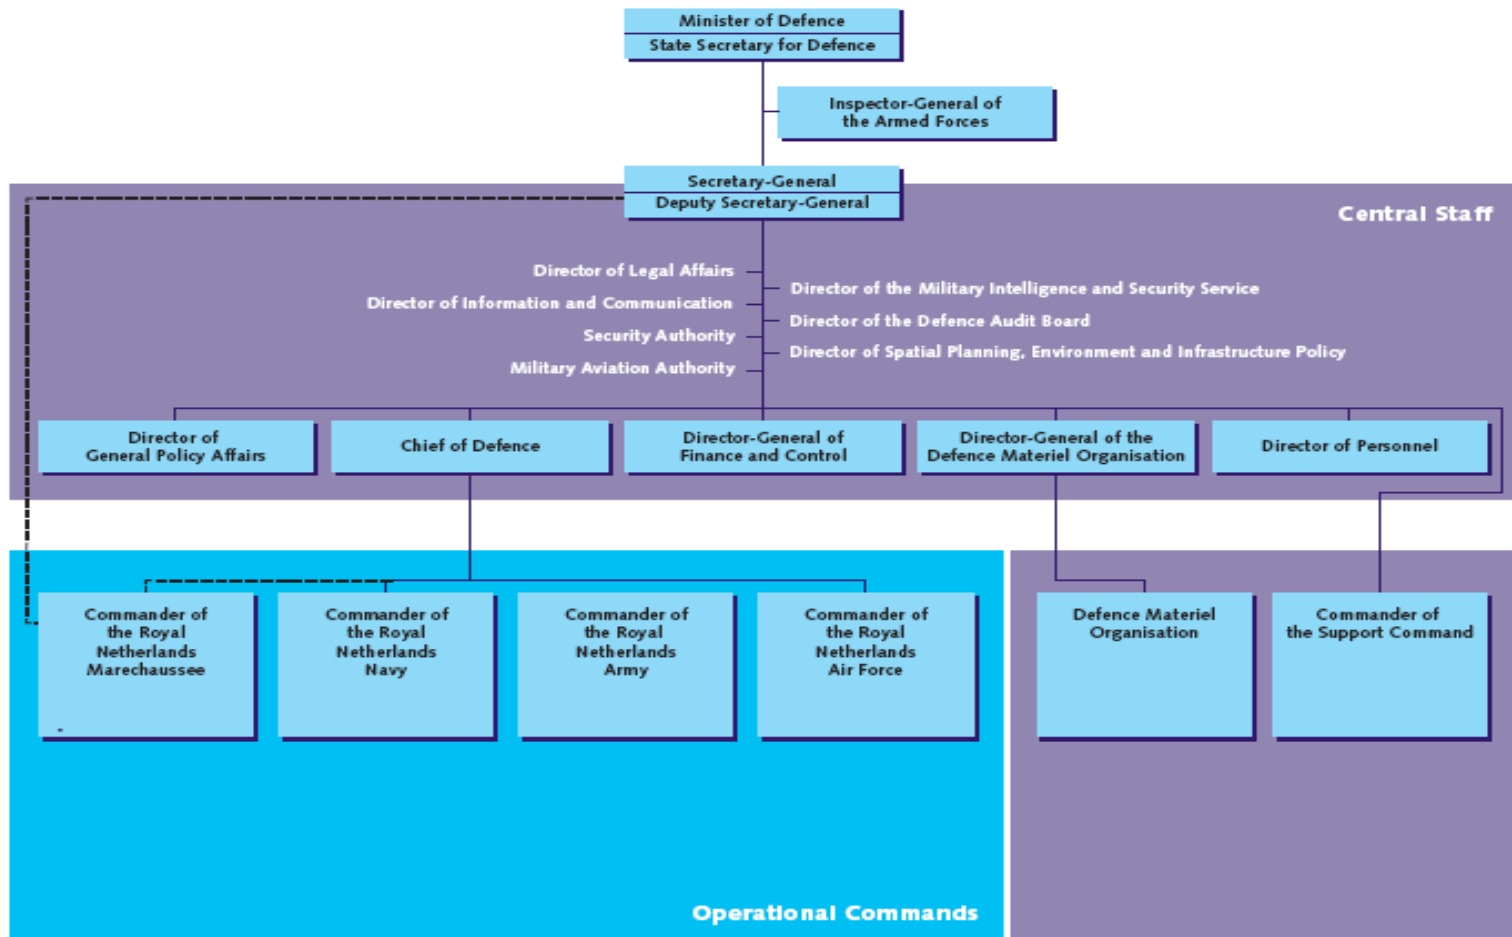 Minister of Defence
State Secretary for Defence
Inspector-General of
the Armed Forces
Secretary-General
Deputy Secretary-General
Central Staff
Director of Legal Affairs
Director of the Military Intelligence and Security Service
Director of Information and Communication
Director of the Defence Audit Board
Security Authority
Director of Spatial Planning, Environment and Infrastructure Policy
Military Aviation Authority
Director of
General Policy Affairs
Chief of Defence
Director-General of
Finance and Control
Director-General of the
Defence Materiel Organisation
Director of Personnel
Commander of
the Royal
Netherlands
Marechaussee
Commander of
the Royal
Netherlands
Navy
Commander of
the Royal
Netherlands
Army
Commander of
the Royal
Netherlands
Air Force
Defence Materiel
Organisation
Commander of
the Support Command
Operational Commands